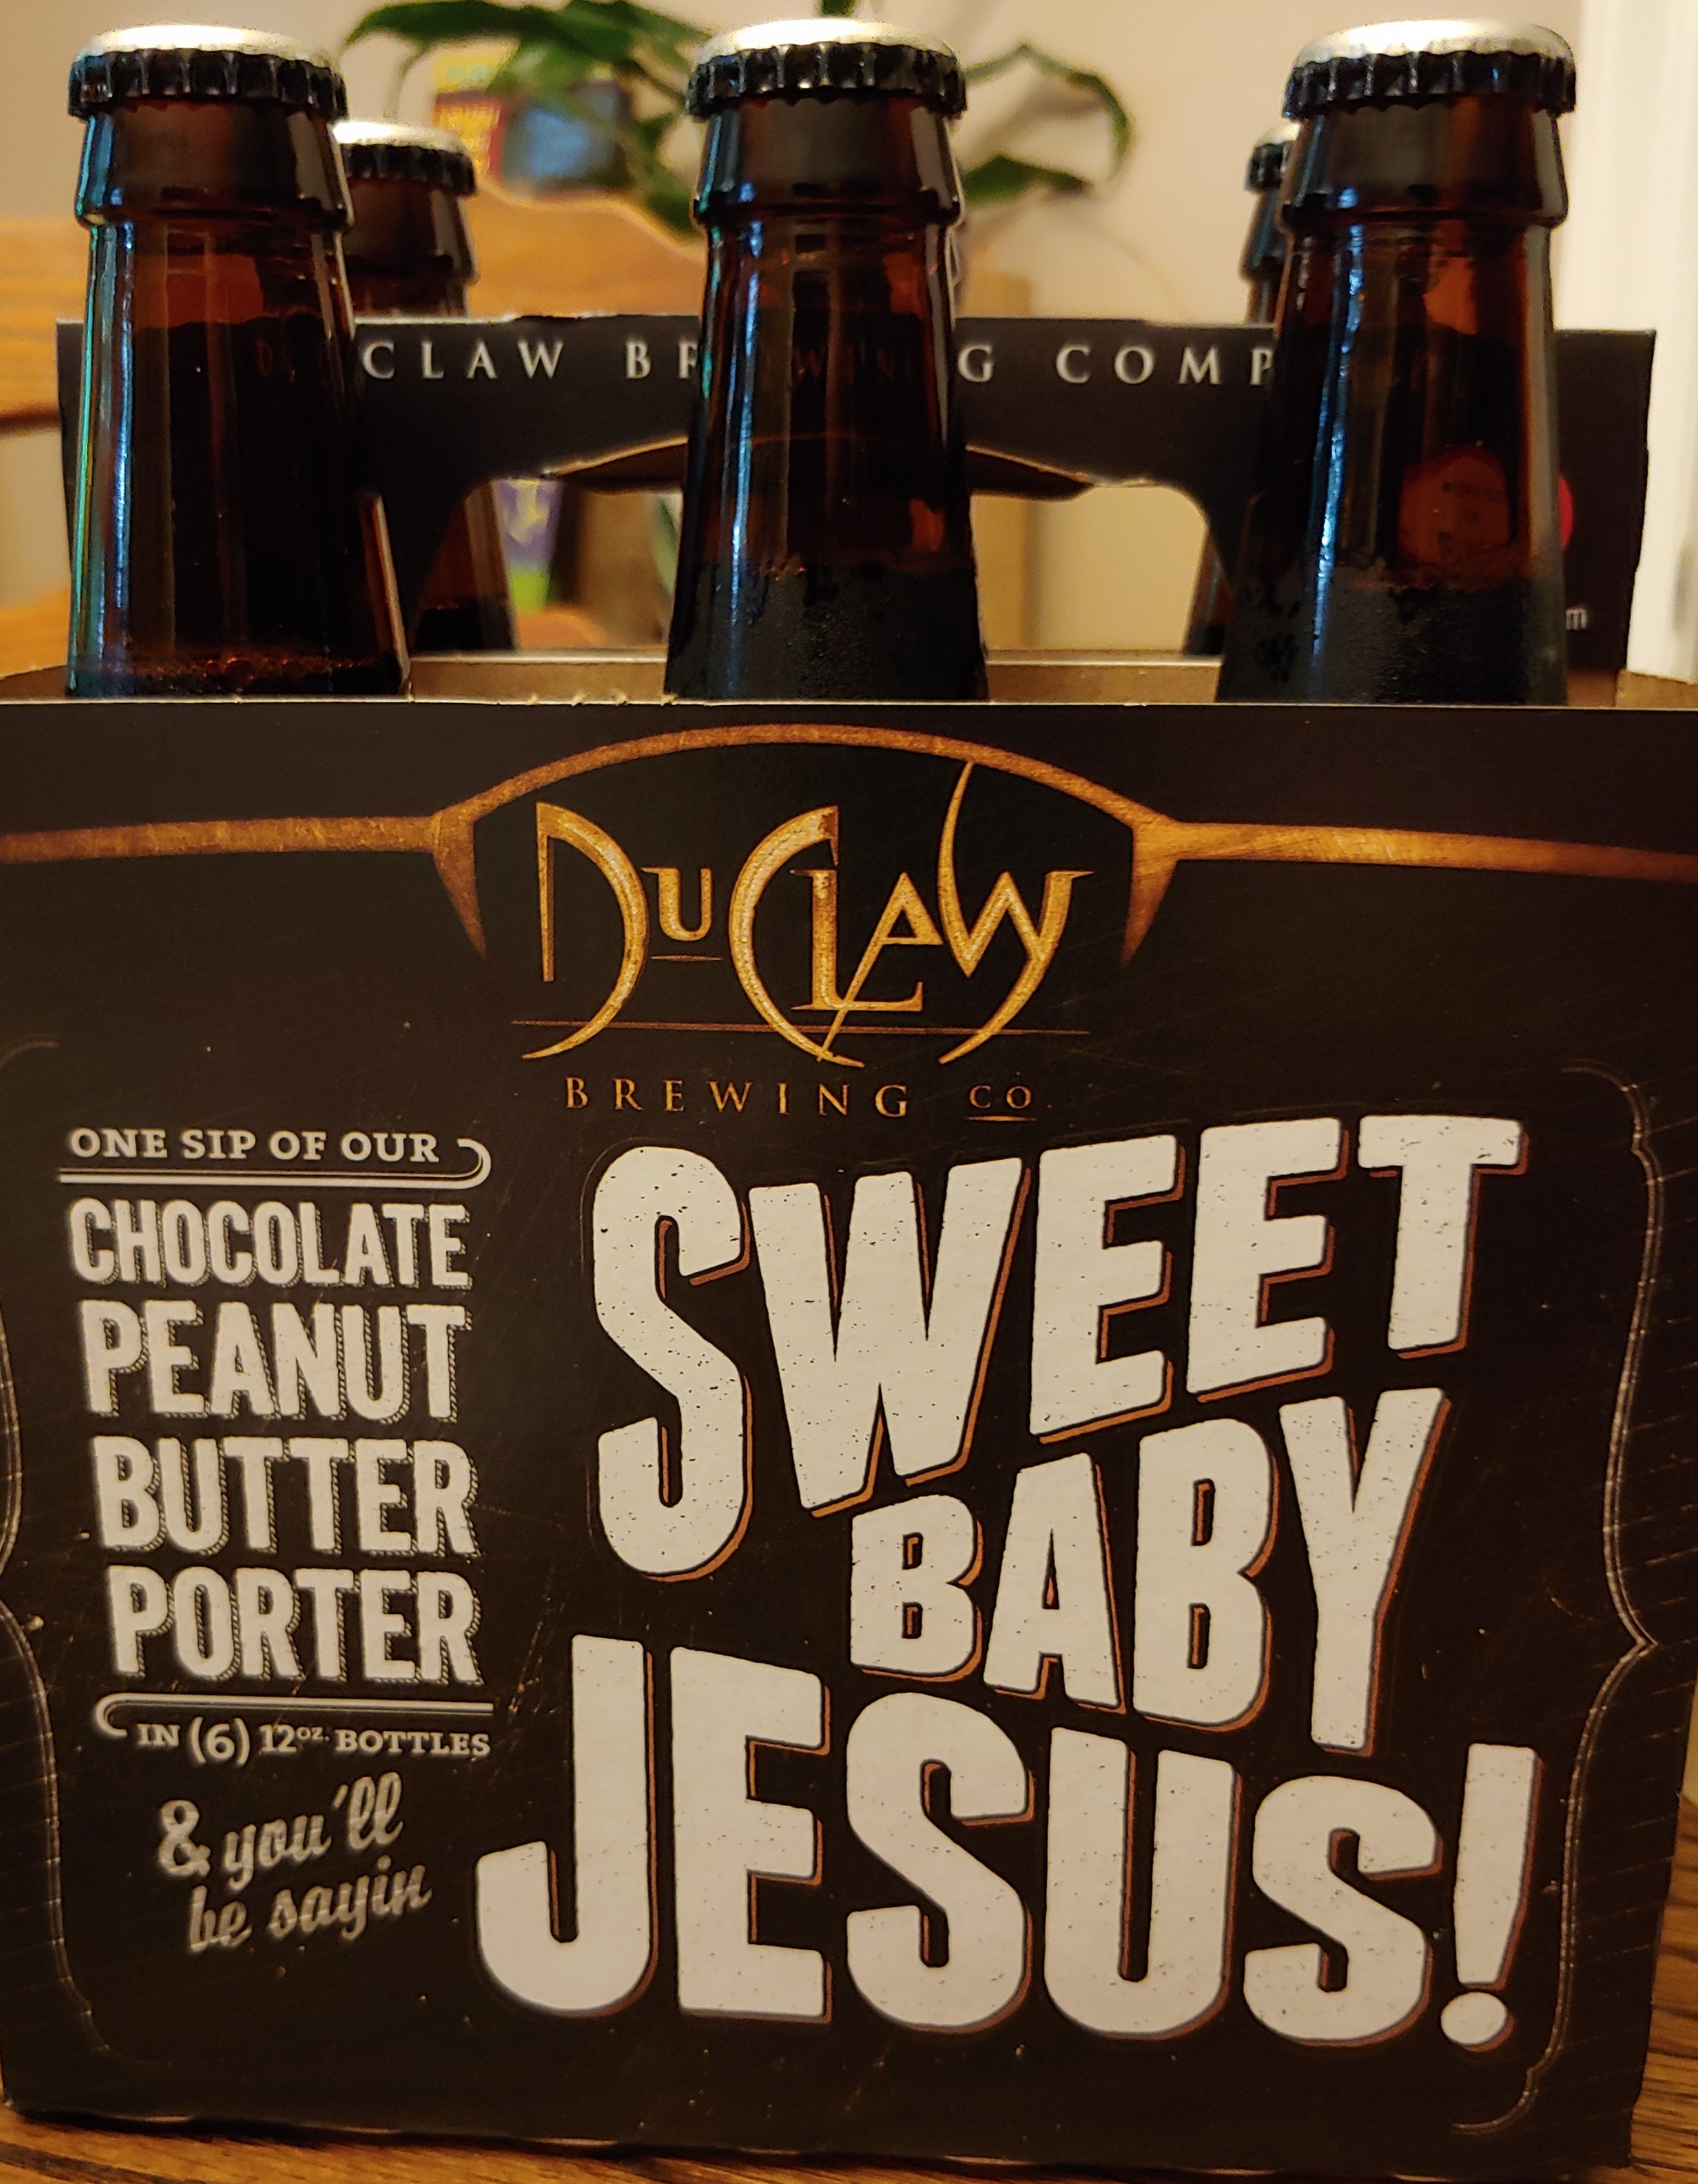 CLAW BREWING COMP
m
DUCLAW
BREWING CO.
ONE SIP OF OUR
CHOCOLATE
PEANUT
BUTTER
PORTER
IN (6) 12oz. BOTTLES
& you'll
be sayin
SWEET
BABY
JESUS!